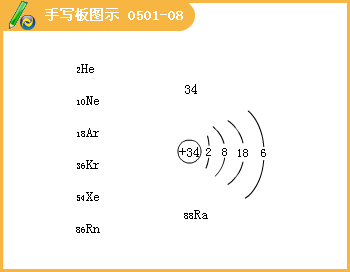 手写板图示 0501-08
₂He
₁₀Ne
34
₁₈Ar
+34 2 8 18 6
₃₆Kr
₅₄Xe
₈₈Ra
₈₆Rn